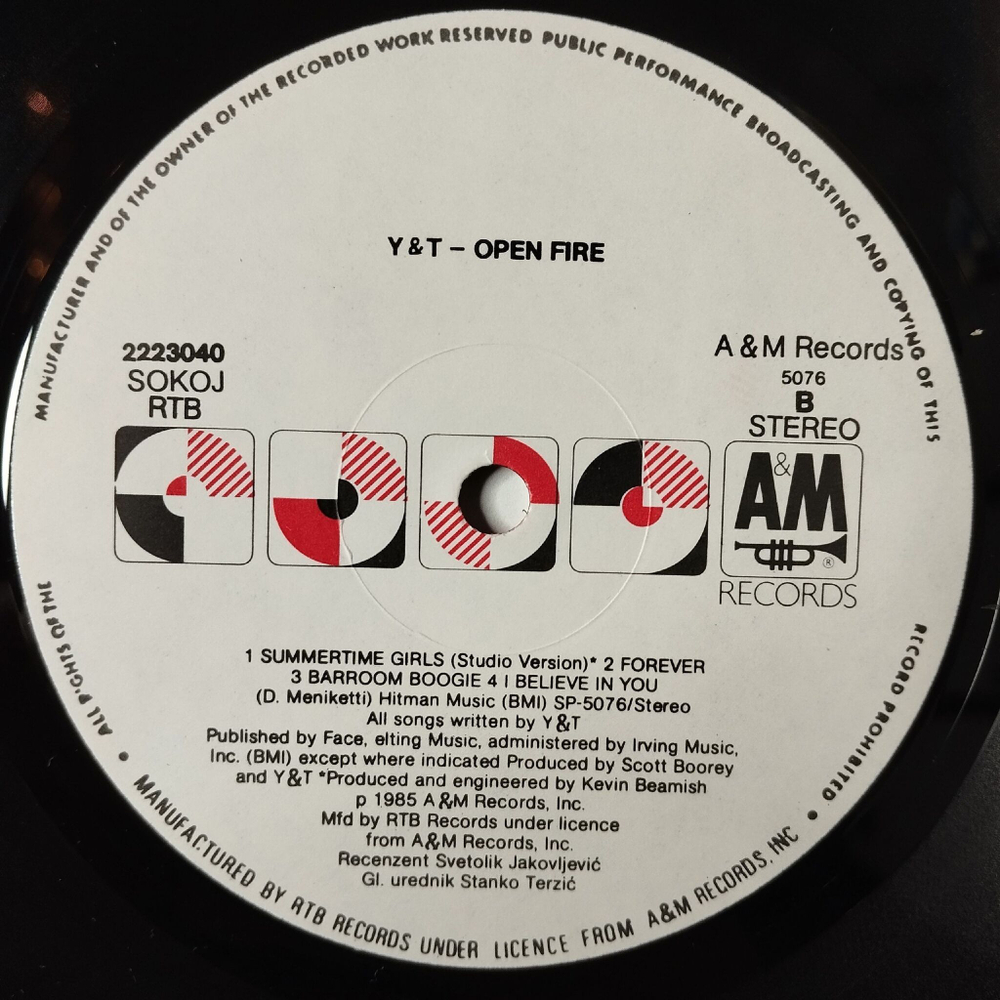 MANUFACTURER AND OF THE OWNER OF THE RECORDED WORK RESERVED PUBLIC PERFORMANCE BROADCASTING AND COPYING OF THIS
Y & T – OPEN FIRE
2223040
SOKOJ
RTB
A & M Records
5076
B
STEREO
A&M
®
RECORDS
1 SUMMERTIME GIRLS (Studio Version)* 2 FOREVER
3 BARROOM BOOGIE 4 I BELIEVE IN YOU
(D. Meniketti) Hitman Music (BMI) SP-5076/Stereo
All songs written by Y&T
Published by Face, elting Music, administered by Irving Music,
Inc. (BMI) except where indicated Produced by Scott Boorey
and Y&T *Produced and engineered by Kevin Beamish
p 1985 A&M Records, Inc.
Mfd by RTB Records under licence
from A&M Records, Inc.
Recenzent Svetolik Jakovljević
Gl. urednik Stanko Terzić
RECORD PROHIBITED
• MANUFACTURED BY RTB RECORDS UNDER LICENCE FROM A&M RECORDS, INC •
ALL RIGHTS OF THE